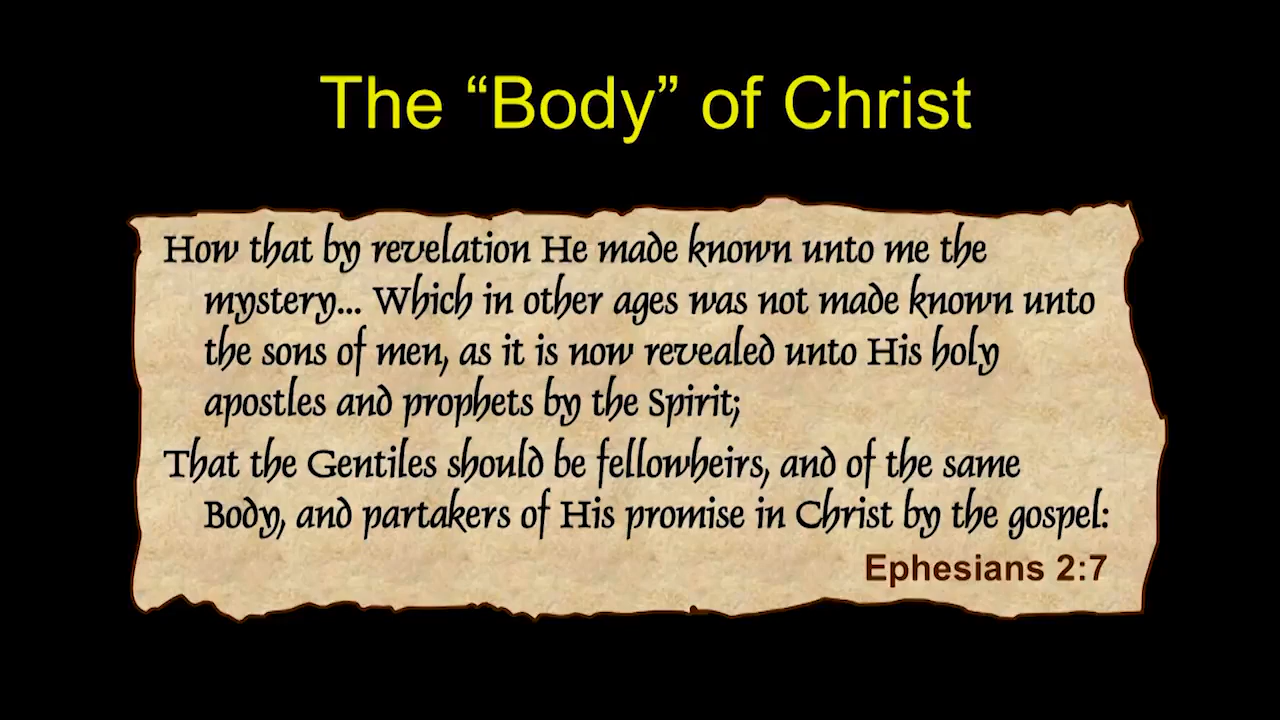 The “Body” of Christ
How that by revelation He made known unto me the
mystery... Which in other ages was not made known unto
the sons of men, as it is now revealed unto His holy
apostles and prophets by the Spirit;
That the Gentiles should be fellowheirs, and of the same
Body, and partakers of His promise in Christ by the gospel:
Ephesians 2:7